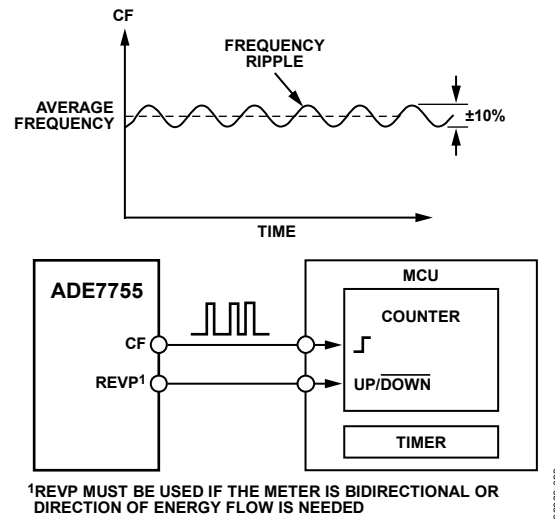 CF
FREQUENCY
RIPPLE
AVERAGE
FREQUENCY
±10%
TIME
ADE7755
MCU
COUNTER
CF
REVP¹
UP/DOWN
TIMER
¹REVP MUST BE USED IF THE METER IS BIDIRECTIONAL OR
DIRECTION OF ENERGY FLOW IS NEEDED